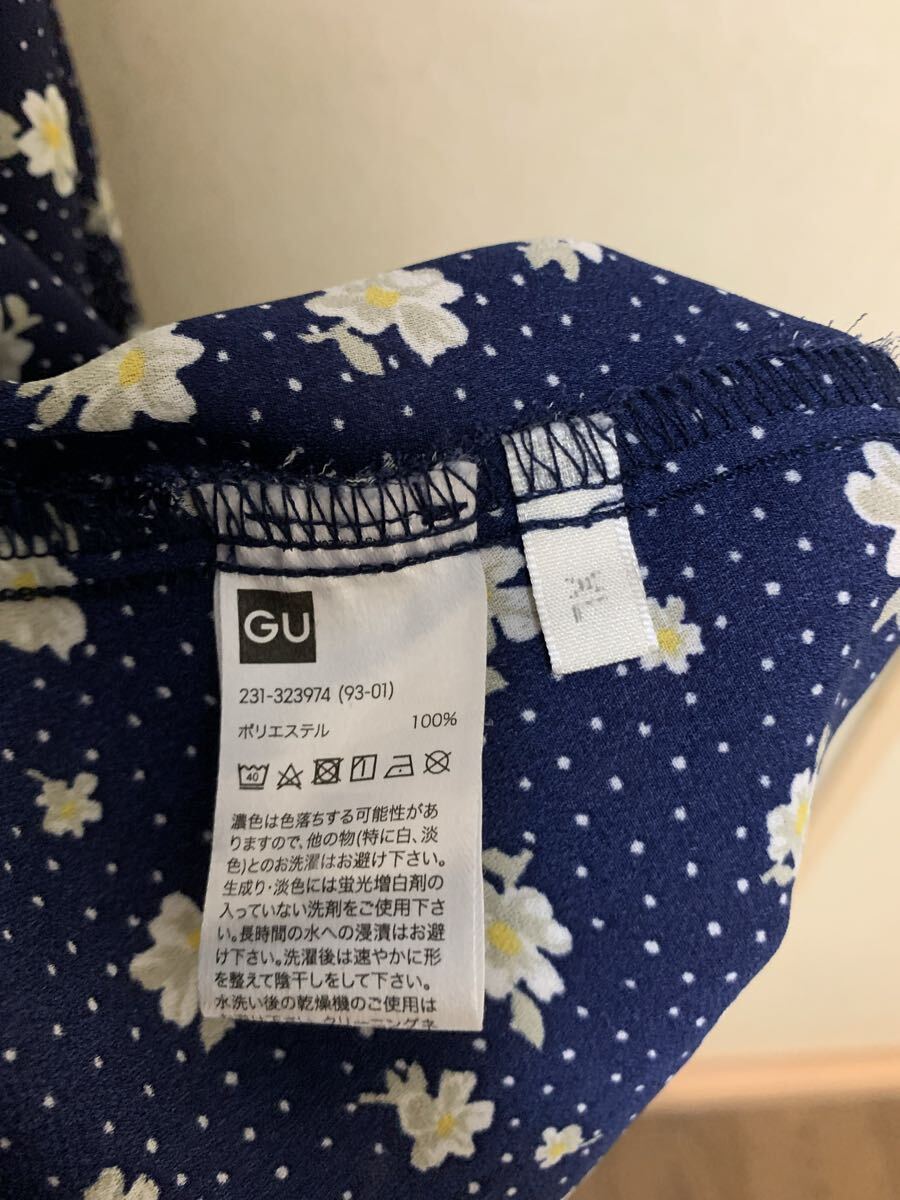 GU
231-323974 (93-01)
ポリエステル 100%
40
濃色は色落ちする可能性があ
りますので、他の物(特に白、淡
色)とのお洗濯はお避け下さい。
生成り・淡色には蛍光増白剤の
入っていない洗剤をご使用下さ
い。長時間の水への浸漬はお避
け下さい。洗濯後は速やかに形
を整えて陰干しをして下さい。
水洗い後の乾燥機のご使用は